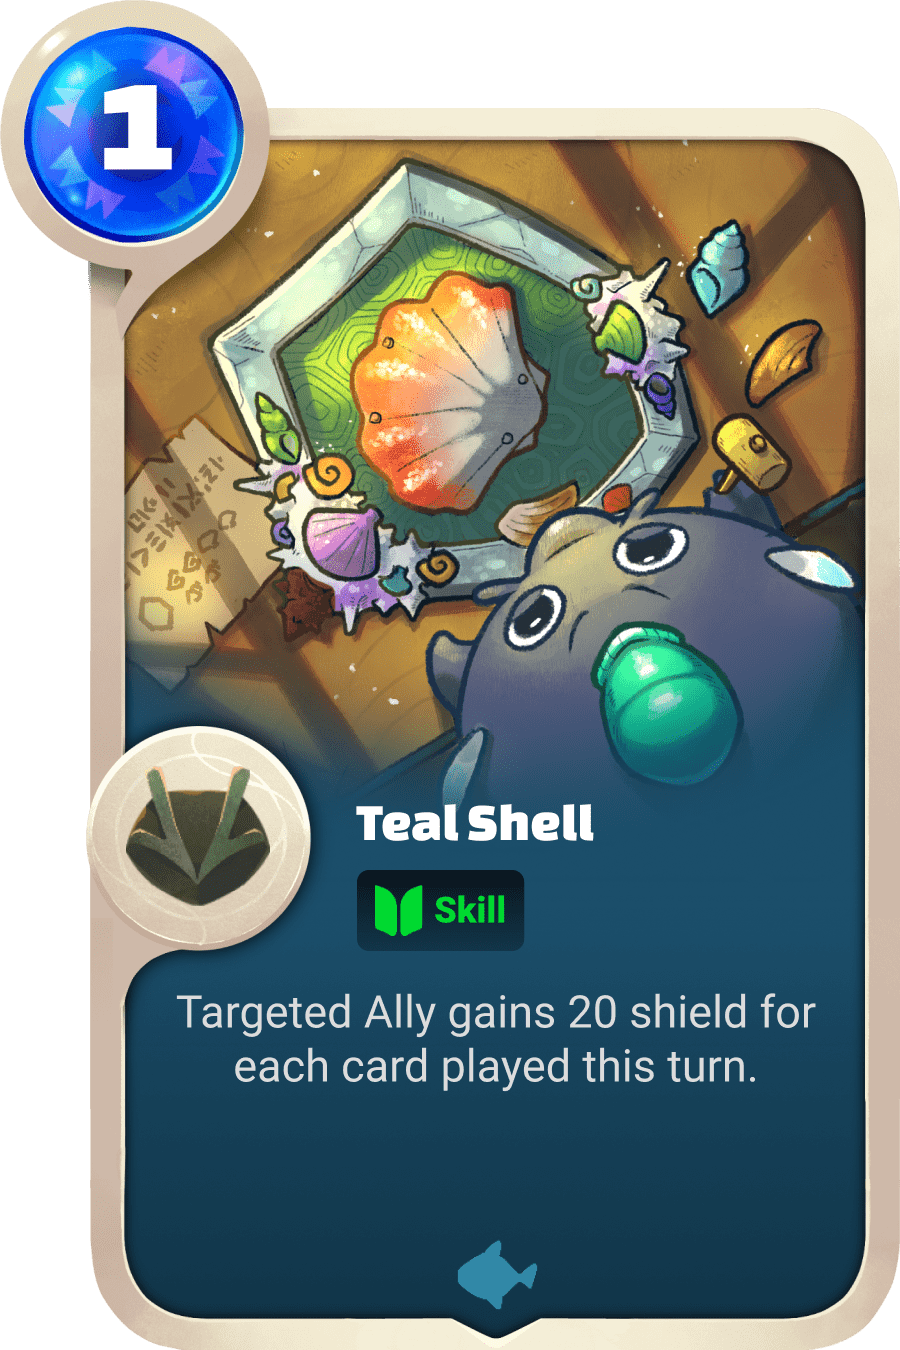 1
Teal Shell
Skill
Targeted Ally gains 20 shield for
each card played this turn.